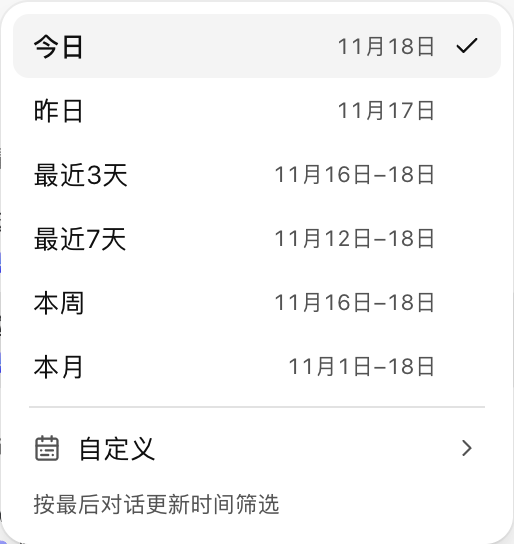 今日 11月18日
昨日 11月17日
最近3天 11月16日–18日
最近7天 11月12日–18日
本周 11月16日–18日
本月 11月1日–18日
自定义
按最后对话更新时间筛选